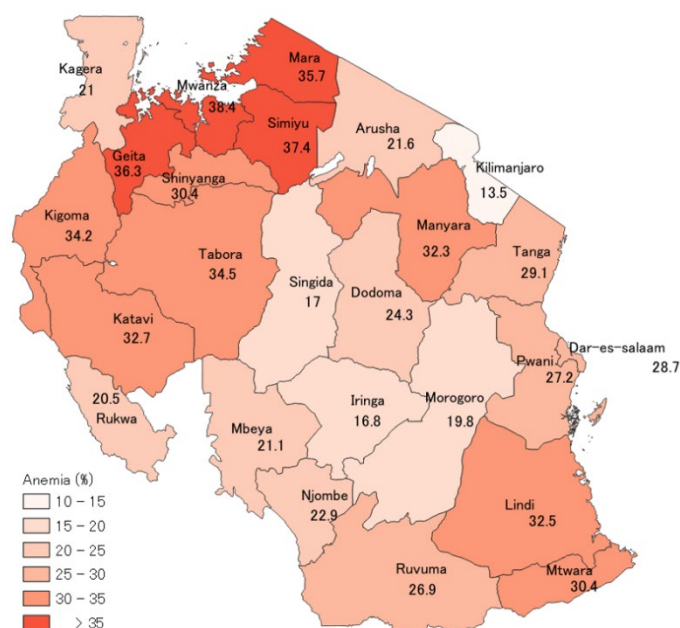 Mara
35.7
Kagera
21
Mwanza
38.4
Simiyu
37.4
Arusha
21.6
Geita
36.3
Shinyanga
30.4
Kilimanjaro
13.5
Kigoma
34.2
Manyara
32.3
Tabora
34.5
Tanga
29.1
Singida
17
Dodoma
24.3
Katavi
32.7
Dar-es-salaam
28.7
Pwani
27.2
20.5
Rukwa
Iringa
16.8
Morogoro
19.8
Mbeya
21.1
Njombe
22.9
Lindi
32.5
Ruvuma
26.9
Mtwara
30.4
Anemia (%)
10 - 15
15 - 20
20 - 25
25 - 30
30 - 35
> 35